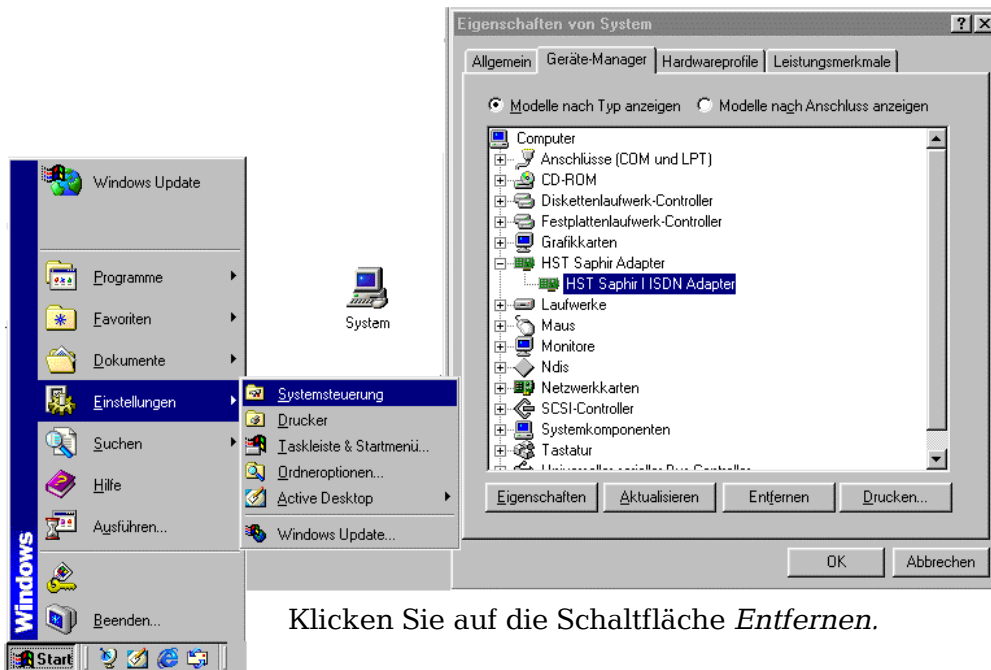 Eigenschaften von System
Allgemein
Geräte-Manager
Hardwareprofile
Leistungsmerkmale
Modelle nach Typ anzeigen
Modelle nach Anschluss anzeigen
Computer
Anschlüsse (COM und LPT)
CD-ROM
Diskettenlaufwerk-Controller
Festplattenlaufwerk-Controller
Grafikkarten
HST Saphir Adapter
HST Saphir I ISDN Adapter
Laufwerke
Maus
Monitore
Ndis
Netzwerkkarten
SCSI-Controller
Systemkomponenten
Tastatur
Eigenschaften
Aktualisieren
Entfernen
Drucken...
OK
Abbrechen
System
Windows Update
Programme
Favoriten
Dokumente
Einstellungen
Suchen
Hilfe
Ausführen...
Beenden...
Windows
Start
Systemsteuerung
Drucker
Taskleiste & Startmenü...
Ordneroptionen...
Active Desktop
Windows Update...
Klicken Sie auf die Schaltfläche Entfernen.